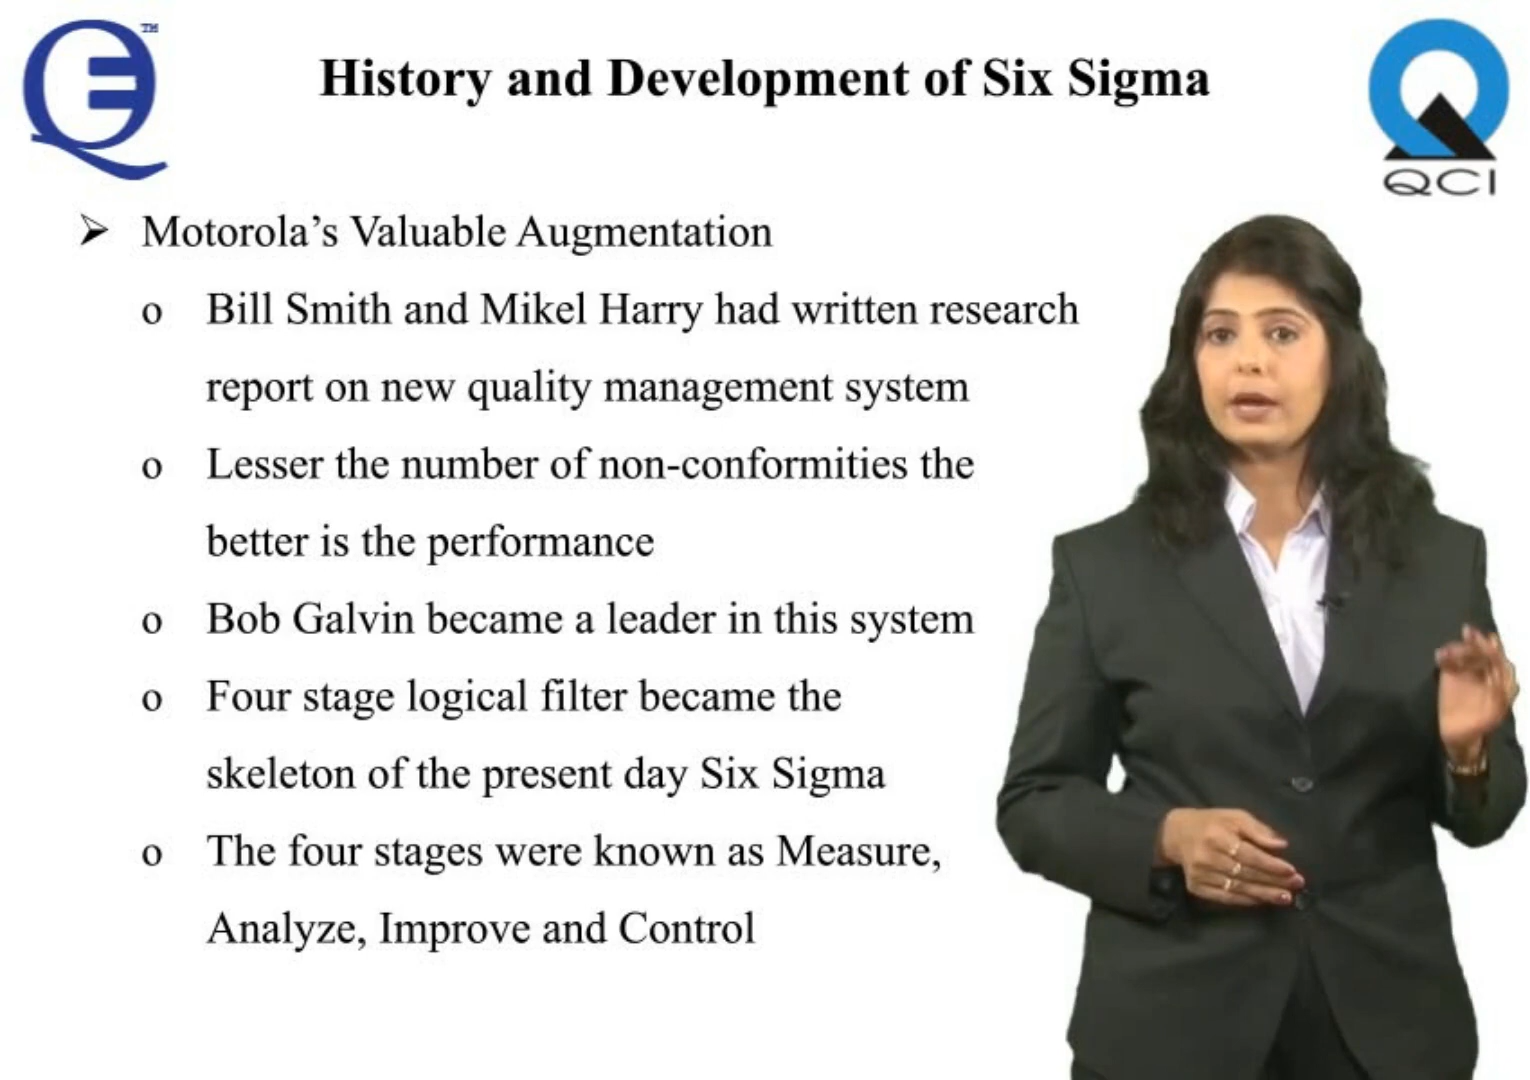 TM
History and Development of Six Sigma
QCI
➢ Motorola’s Valuable Augmentation
o Bill Smith and Mikel Harry had written research
report on new quality management system
o Lesser the number of non-conformities the
better is the performance
o Bob Galvin became a leader in this system
o Four stage logical filter became the
skeleton of the present day Six Sigma
o The four stages were known as Measure,
Analyze, Improve and Control